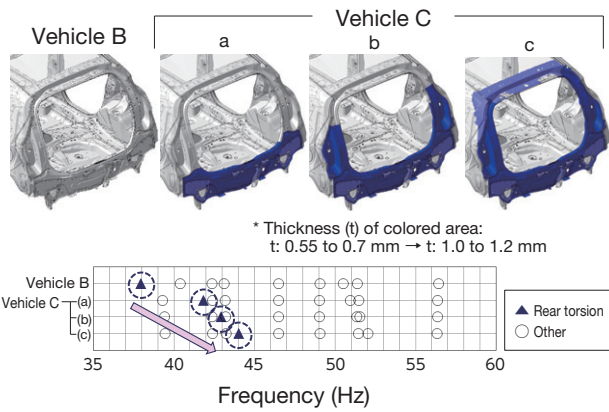 Vehicle C
Vehicle B
a
b
c
* Thickness (t) of colored area:
t: 0.55 to 0.7 mm → t: 1.0 to 1.2 mm
Vehicle B
Vehicle C (a)
(b)
(c)
35 40 45 50 55 60
Frequency (Hz)
Rear torsion
Other